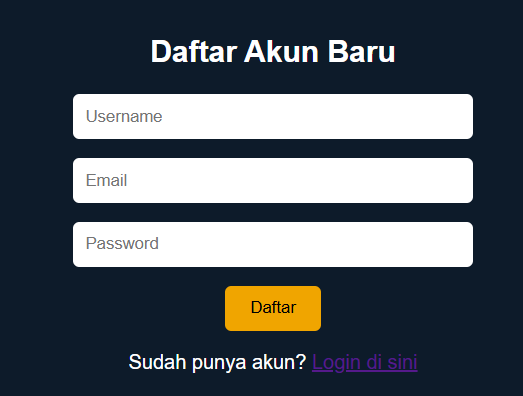 Daftar Akun Baru
Username
Email
Password
Daftar
Sudah punya akun? Login di sini